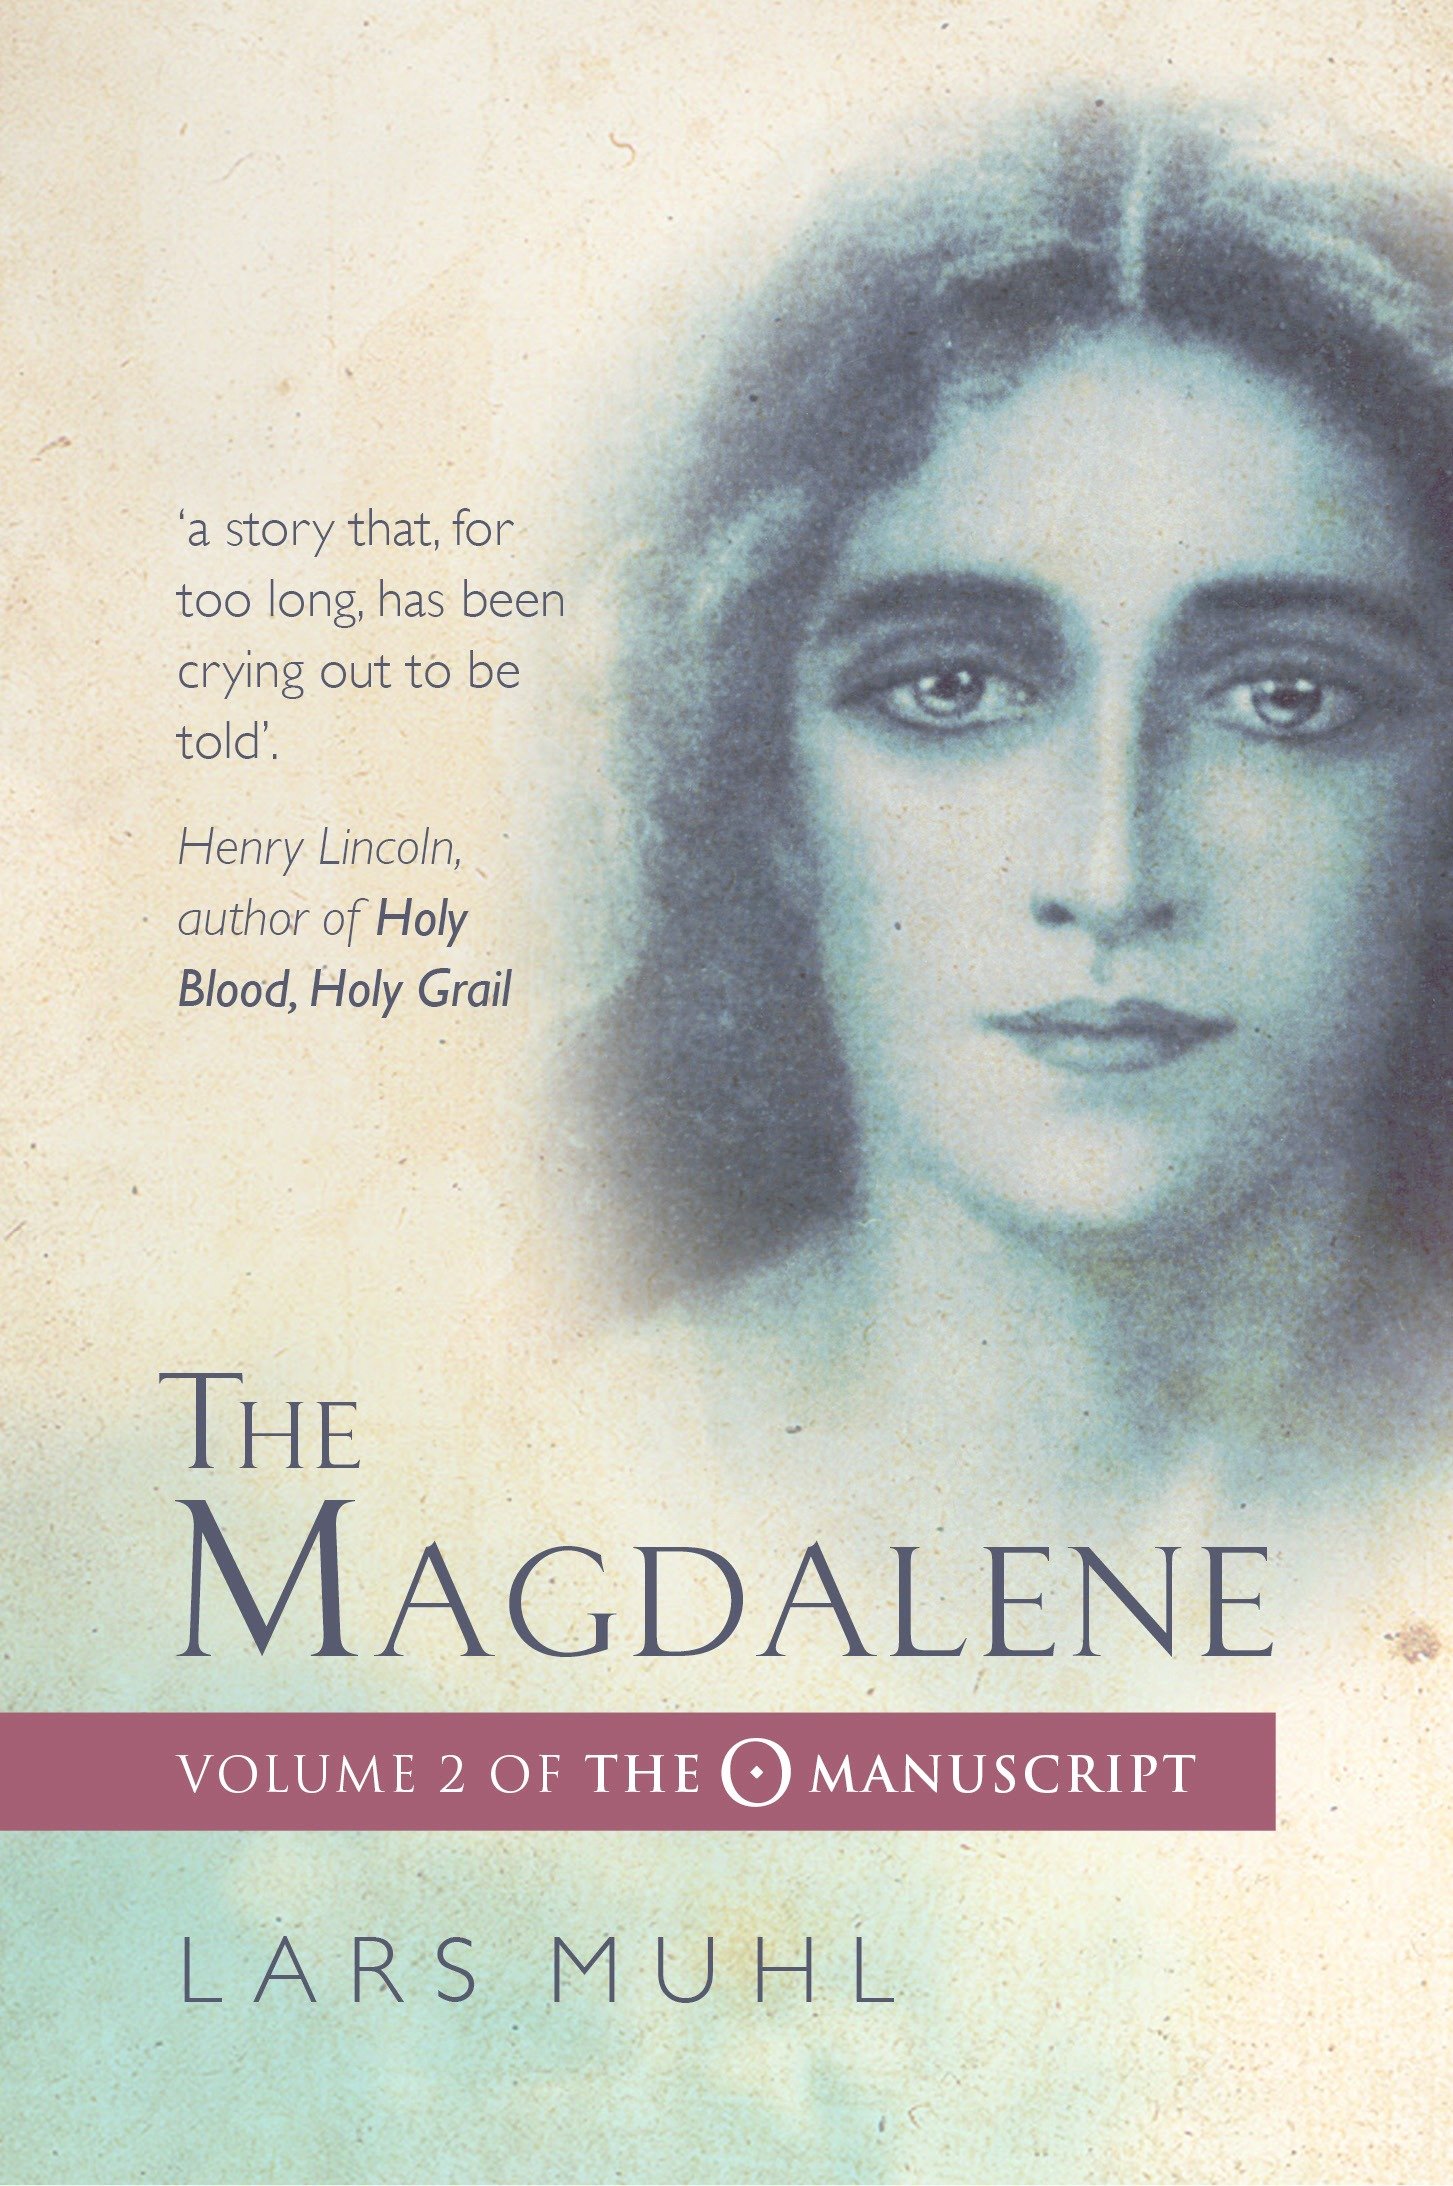 ‘a story that, for
too long, has been
crying out to be
told’.
Henry Lincoln,
author of Holy
Blood, Holy Grail
THE
MAGDALENE
VOLUME 2 OF THE O MANUSCRIPT
LARS MUHL